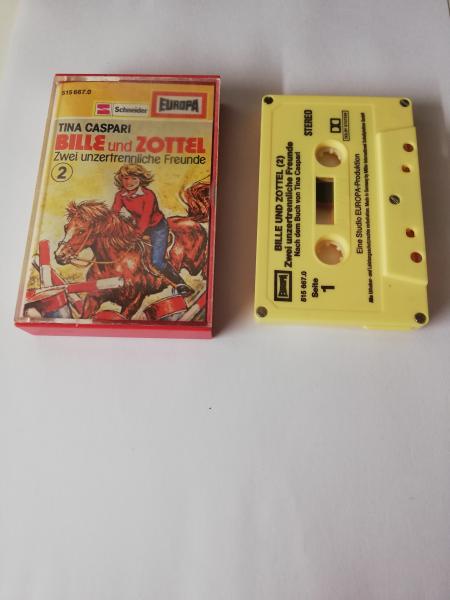 515 667.0
Schneider
EUROPA
TINA CASPARI
BILLE und ZOTTEL
Zwei unzertrennliche Freunde
2
STEREO
BILLE UND ZOTTEL (2)
Zwei unzertrennliche Freunde
Nach dem Buch von Tina Caspari
Eine Studio EUROPA-Produktion
EUROPA
515 667.0
Seite
1